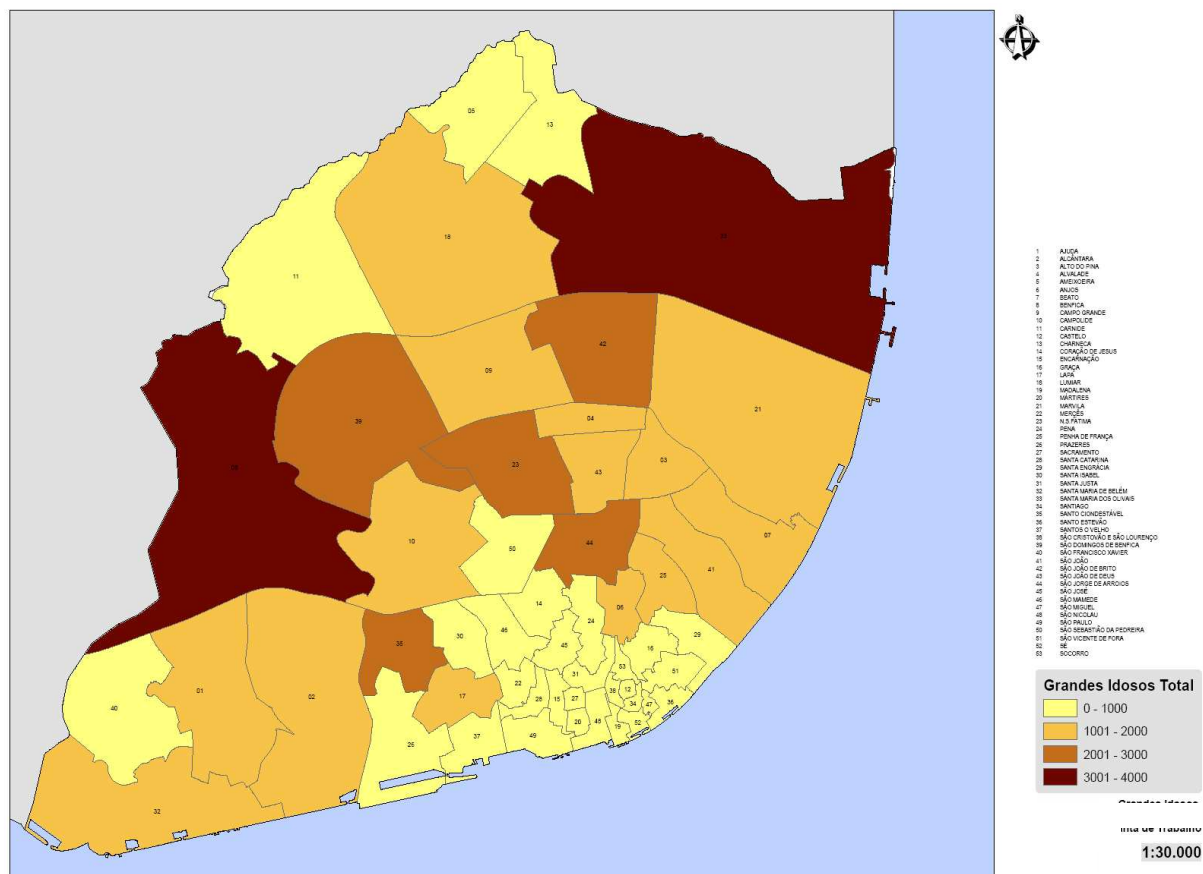 05
13
18
11
42
09
21
39
04
23
43
03
10
50
44
07
25
41
06
14
24
35
30
46
45
29
16
53
51
01
02
17
22
28
15
31
27
38
12
34
47
36
40
26
37
49
20
48
19
52
32
1 AJUDA
2 ALCÂNTARA
3 ALTO DO PINA
4 ALVALADE
5 AMEIXOEIRA
6 ANJOS
7 BEATO
8 BENFICA
9 CAMPO GRANDE
10 CAMPOLIDE
11 CARNIDE
12 CASTELO
13 CHARNECA
14 CORAÇÃO DE JESUS
15 ENCARNAÇÃO
16 GRAÇA
17 LAPA
18 LUMIAR
19 MADALENA
20 MÁRTIRES
21 MARVILA
22 MERCÊS
23 N.S.FÁTIMA
24 PENA
25 PENHA DE FRANÇA
26 PRAZERES
27 SACRAMENTO
28 SANTA CATARINA
29 SANTA ENGRÁCIA
30 SANTA ISABEL
31 SANTA JUSTA
32 SANTA MARIA DE BELÉM
33 SANTA MARIA DOS OLIVAIS
34 SANTIAGO
35 SANTO CIONDESTÁVEL
36 SANTO ESTEVÃO
37 SANTOS O VELHO
38 SÃO CRISTOVÃO E SÃO LOURENÇO
39 SÃO DOMINGOS DE BENFICA
40 SÃO FRANCISCO XAVIER
41 SÃO JOÃO
42 SÃO JOÃO DE BRITO
43 SÃO JOÃO DE DEUS
44 SÃO JORGE DE ARROIOS
45 SÃO JOSÉ
46 SÃO MAMEDE
47 SÃO MIGUEL
48 SÃO NICOLAU
49 SÃO PAULO
50 SÃO SEBASTIÃO DA PEDREIRA
51 SÃO VICENTE DE FORA
52 SÉ
53 SOCORRO
Grandes Idosos Total
0 - 1000
1001 - 2000
2001 - 3000
3001 - 4000
1:30.000